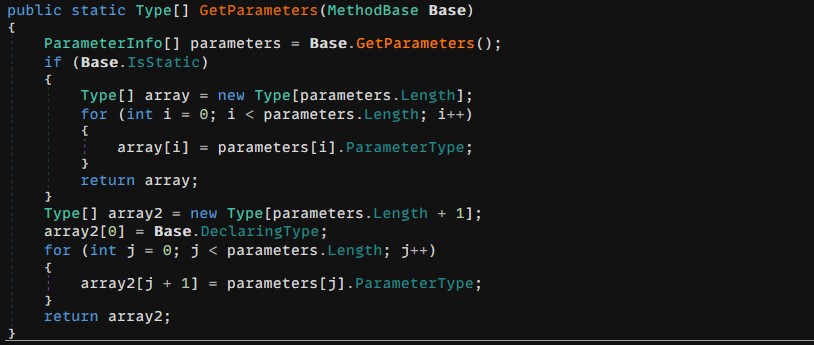 public static Type[] GetParameters(MethodBase Base)
{
    ParameterInfo[] parameters = Base.GetParameters();
    if (Base.IsStatic)
    {
        Type[] array = new Type[parameters.Length];
        for (int i = 0; i < parameters.Length; i++)
        {
            array[i] = parameters[i].ParameterType;
        }
        return array;
    }
    Type[] array2 = new Type[parameters.Length + 1];
    array2[0] = Base.DeclaringType;
    for (int j = 0; j < parameters.Length; j++)
    {
        array2[j + 1] = parameters[j].ParameterType;
    }
    return array2;
}